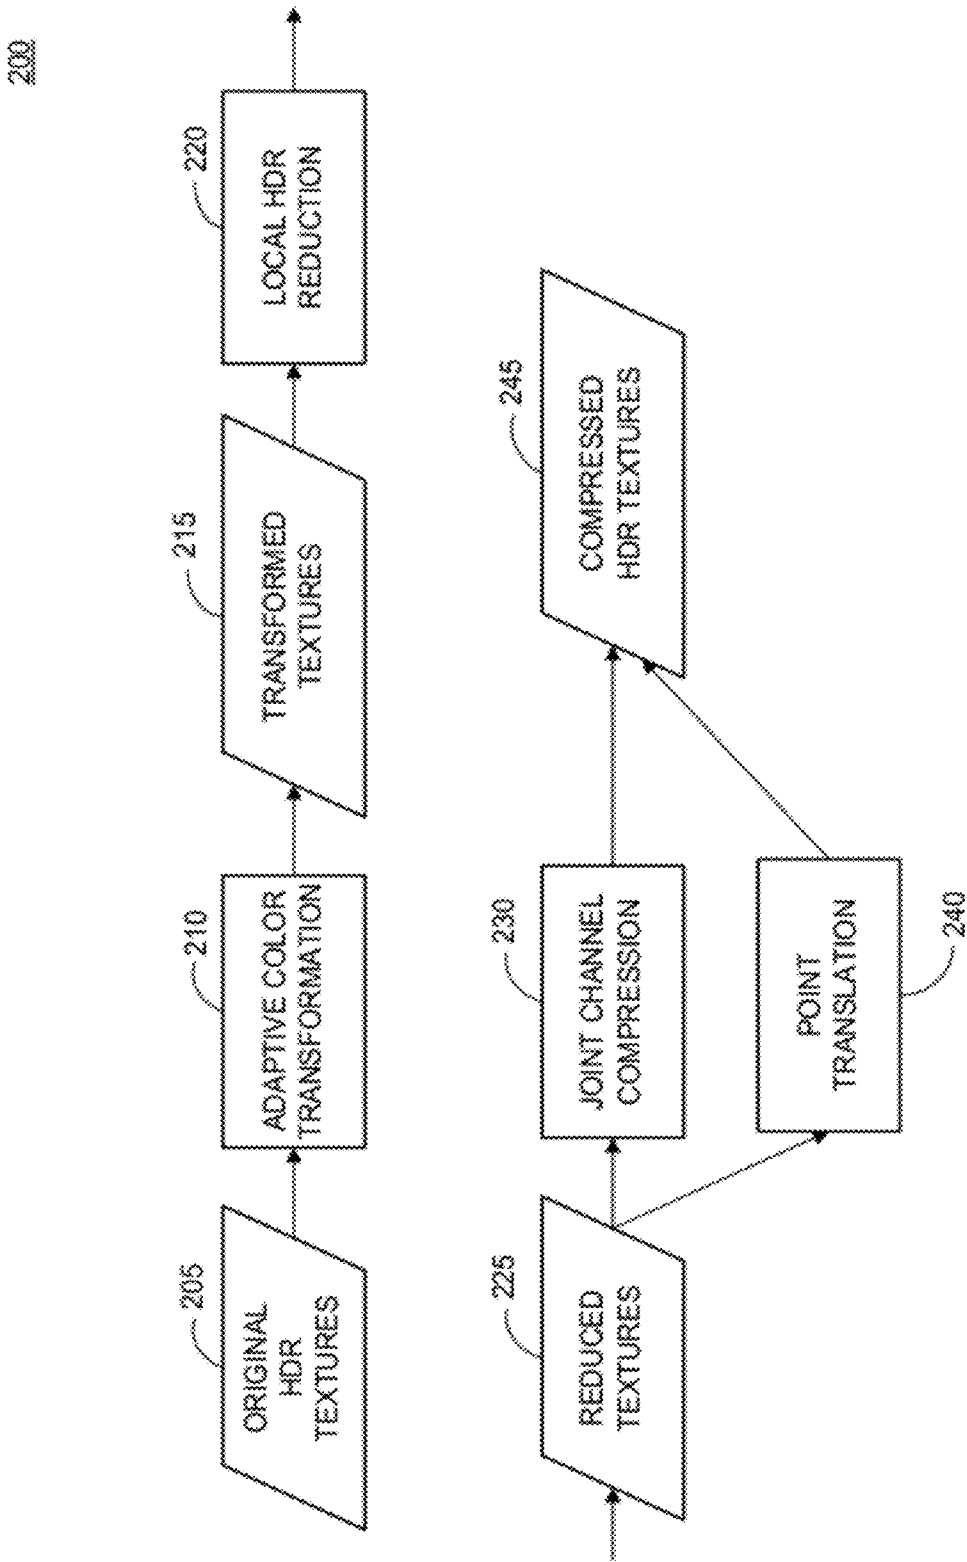 200
205
ORIGINAL
HDR
TEXTURES
210
ADAPTIVE COLOR
TRANSFORMATION
215
TRANSFORMED
TEXTURES
220
LOCAL HDR
REDUCTION
225
REDUCED
TEXTURES
230
JOINT CHANNEL
COMPRESSION
POINT
TRANSLATION
240
245
COMPRESSED
HDR TEXTURES